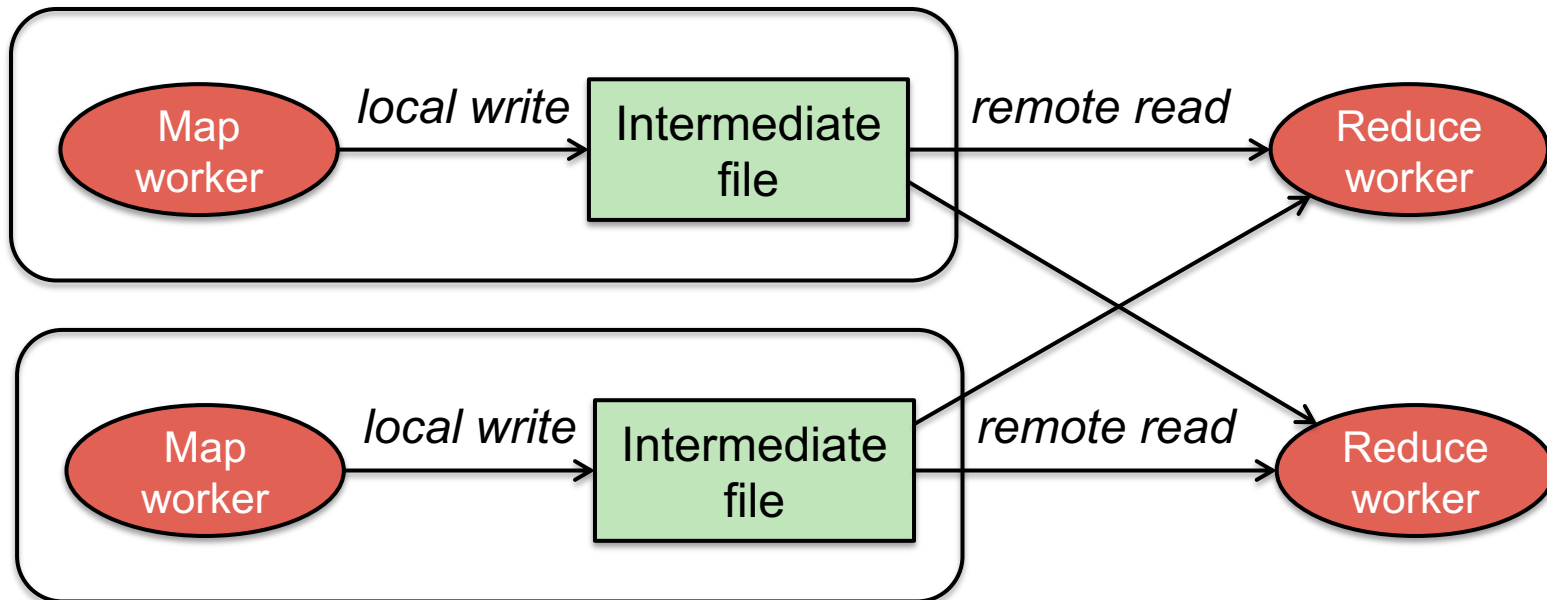 Map
worker
local write
Intermediate
file
remote read
Reduce
worker
Map
worker
local write
Intermediate
file
remote read
Reduce
worker